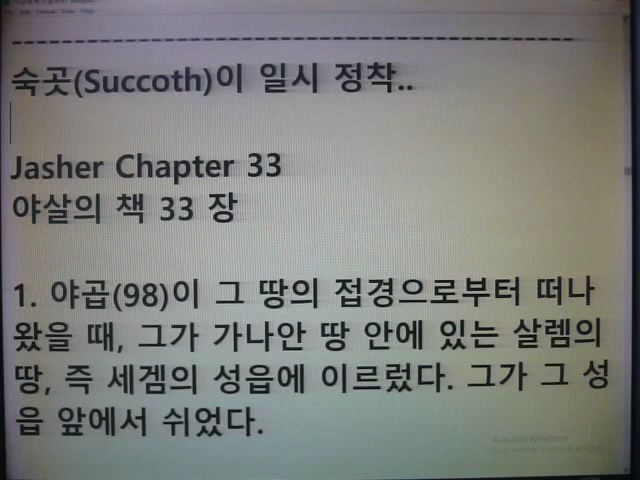 숙곳(Succoth)이 일시 정착..
Jasher Chapter 33
야살의 책 33 장
1. 야곱(98)이 그 땅의 접경으로부터 떠나
왔을 때, 그가 가나안 땅 안에 있는 살렘의
땅, 즉 세겜의 성읍에 이르렀다. 그가 그 성
읍 앞에서 쉬었다.
Activate Windows